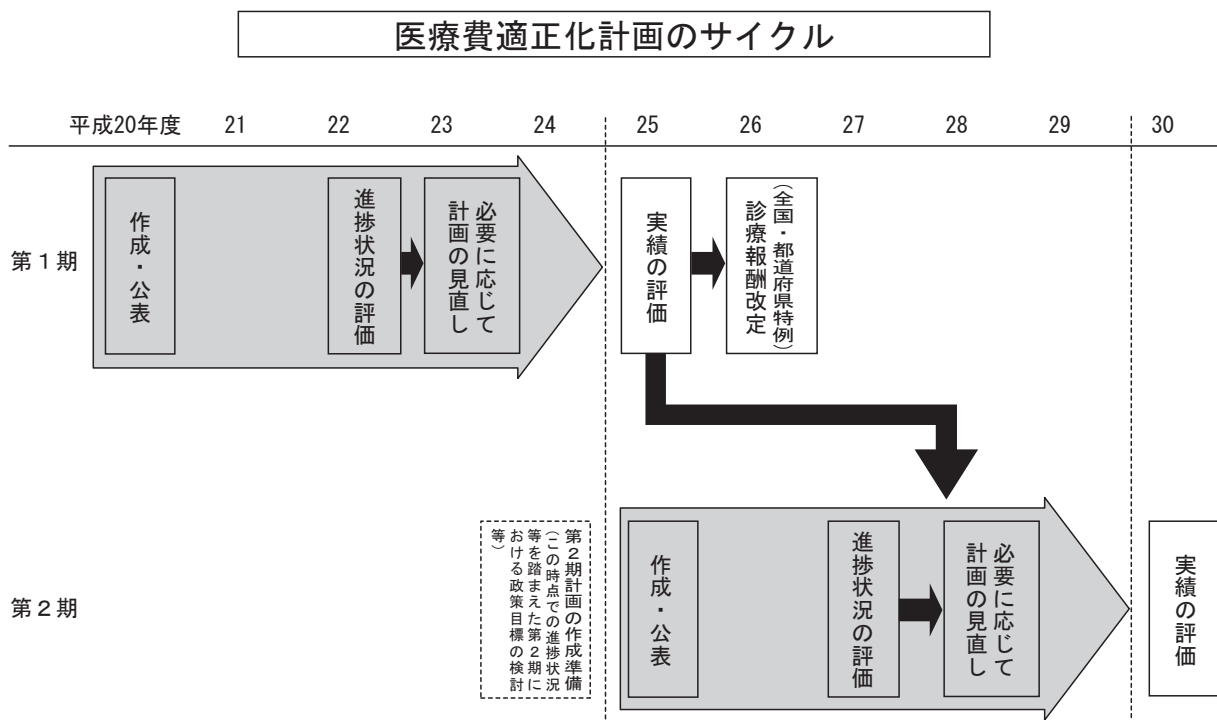 医療費適正化計画のサイクル
平成20年度 21 22 23 24 25 26 27 28 29 30
第1期
作成・公表
進捗状況の評価
必要に応じて
計画の見直し
実績の評価
(全国・都道府県特例)
診療報酬改定
第2期
第2期計画の作成準備
(この時点での進捗状況
等を踏まえた第2期に
おける政策目標の検討
等)
作成・公表
進捗状況の評価
必要に応じて
計画の見直し
実績の評価